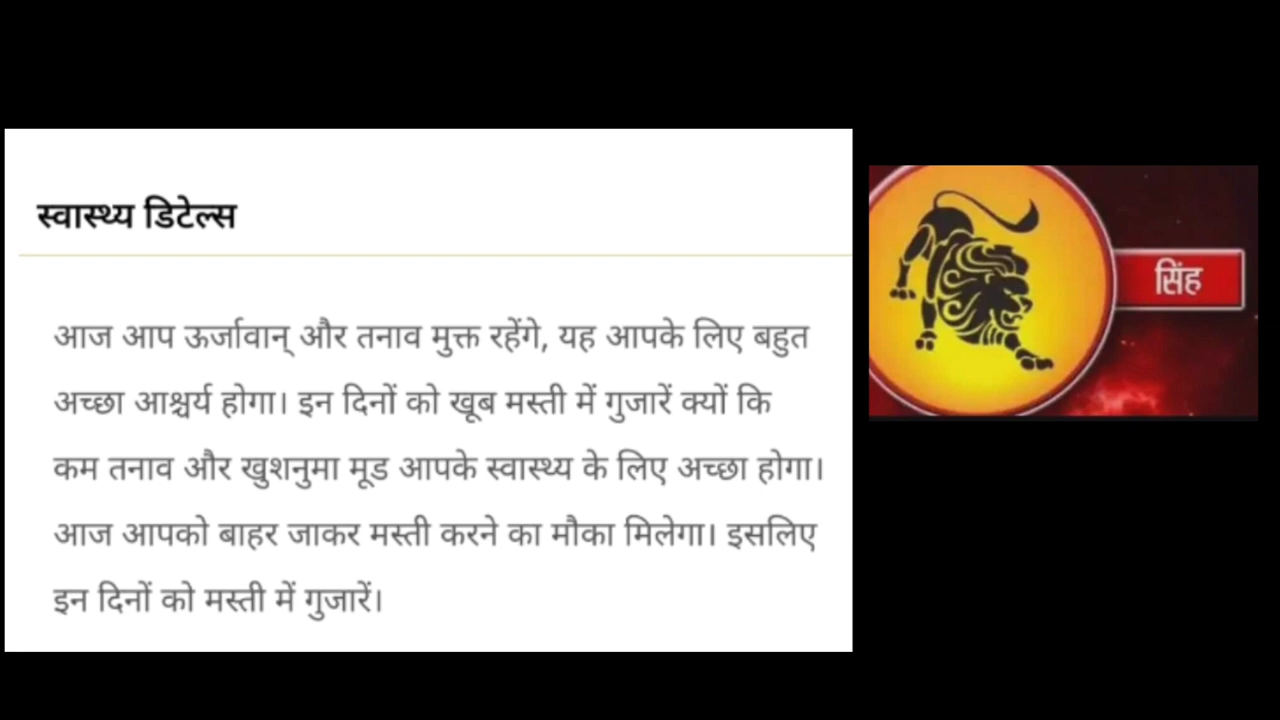 स्वास्थ्य डिटेल्स
आज आप ऊर्जावान् और तनाव मुक्त रहेंगे, यह आपके लिए बहुत
अच्छा आश्चर्य होगा। इन दिनों को खूब मस्ती में गुजारें क्यों कि
कम तनाव और खुशनुमा मूड आपके स्वास्थ्य के लिए अच्छा होगा।
आज आपको बाहर जाकर मस्ती करने का मौका मिलेगा। इसलिए
इन दिनों को मस्ती में गुजारें।
सिंह